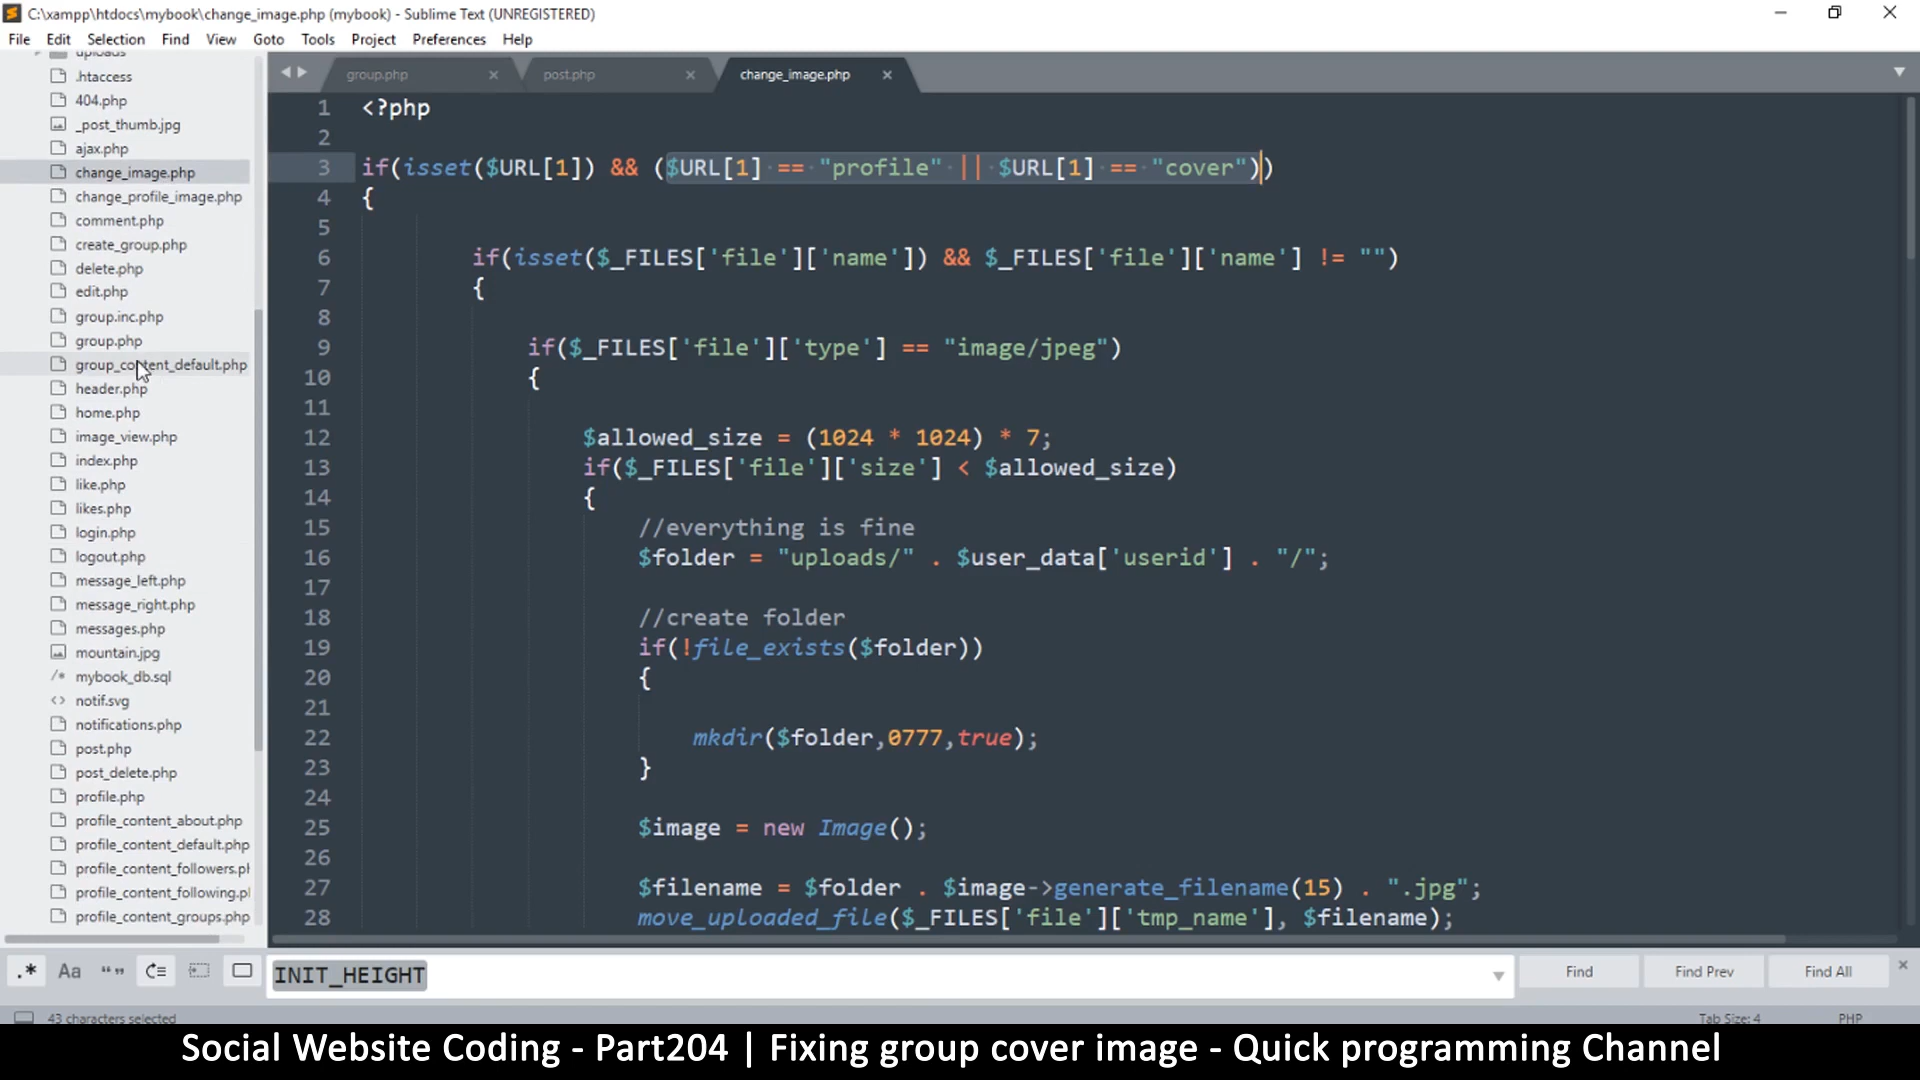 C:\xampp\htdocs\mybook\change_image.php (mybook) - Sublime Text (UNREGISTERED)
File Edit Selection Find View Goto Tools Project Preferences Help
uploads
.htaccess
404.php
_post_thumb.jpg
ajax.php
change_image.php
change_profile_image.php
comment.php
create_group.php
delete.php
edit.php
group.inc.php
group.php
group_content_default.php
header.php
home.php
image_view.php
index.php
like.php
likes.php
login.php
logout.php
message_left.php
message_right.php
messages.php
mountain.jpg
/* mybook_db.sql
<> notif.svg
notifications.php
post.php
post_delete.php
profile.php
profile_content_about.php
profile_content_default.php
profile_content_followers.ph
profile_content_following.pl
profile_content_groups.php
group.php × post.php × change_image.php ×
1 <?php
2
3 if(isset($URL[1]) && ($URL[1] == "profile" || $URL[1] == "cover"))
4 {
5
6 if(isset($_FILES['file']['name']) && $_FILES['file']['name'] != "")
7 {
8
9 if($_FILES['file']['type'] == "image/jpeg")
10 {
11
12 $allowed_size = (1024 * 1024) * 7;
13 if($_FILES['file']['size'] < $allowed_size)
14 {
15 //everything is fine
16 $folder = "uploads/" . $user_data['userid'] . "/";
17
18 //create folder
19 if(!file_exists($folder))
20 {
21
22 mkdir($folder,0777,true);
23 }
24
25 $image = new Image();
26
27 $filename = $folder . $image->generate_filename(15) . ".jpg";
28 move_uploaded_file($_FILES['file']['tmp_name'], $filename);
.* Aa “” INIT_HEIGHT Find Find Prev Find All ×
43 characters selected Tab Size: 4 PHP
Social Website Coding - Part204 | Fixing group cover image - Quick programming Channel